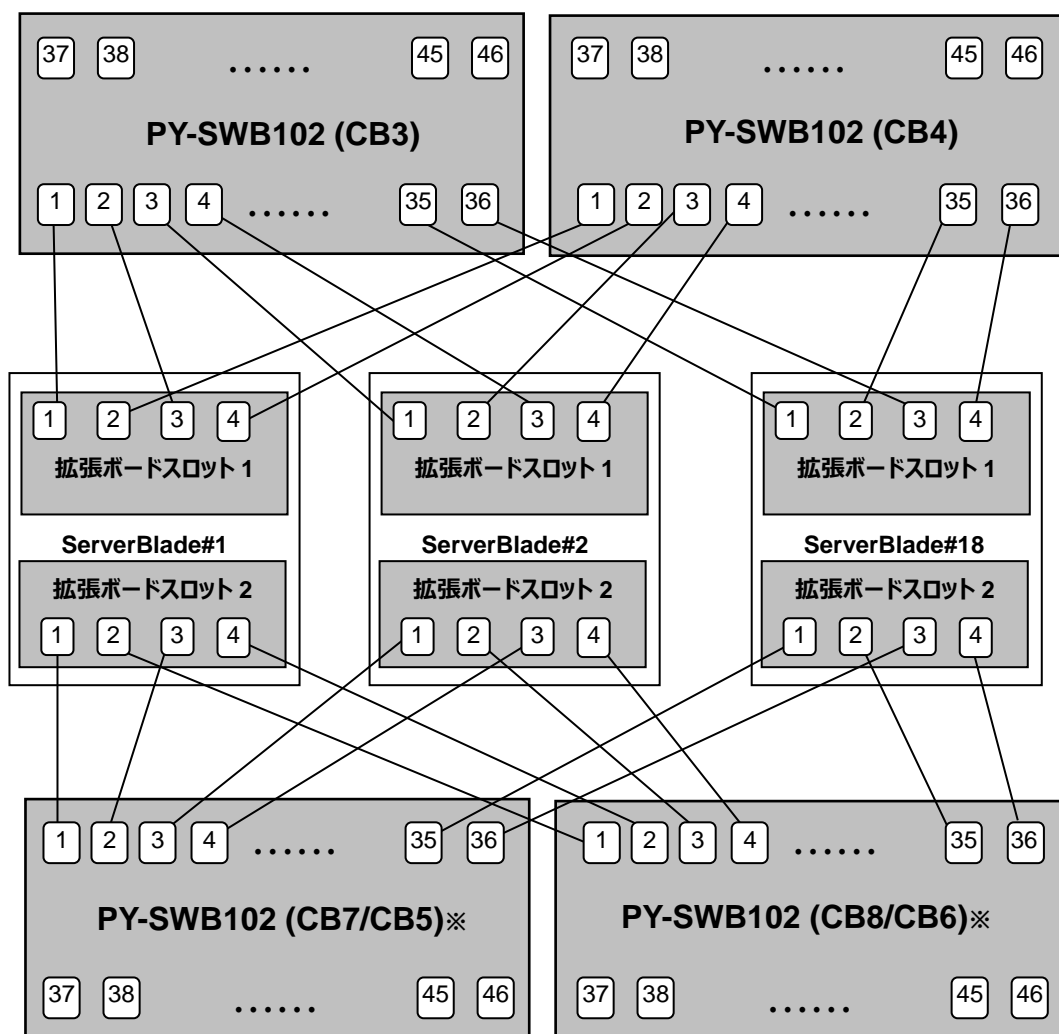 37 38 ...... 45 46
PY-SWB102 (CB3)
1 2 3 4 ...... 35 36
37 38 ...... 45 46
PY-SWB102 (CB4)
1 2 3 4 ...... 35 36
1 2 3 4
拡張ボードスロット 1
ServerBlade#1
拡張ボードスロット 2
1 2 3 4
1 2 3 4
拡張ボードスロット 1
ServerBlade#2
拡張ボードスロット 2
1 2 3 4
1 2 3 4
拡張ボードスロット 1
ServerBlade#18
拡張ボードスロット 2
1 2 3 4
1 2 3 4 ...... 35 36
PY-SWB102 (CB7/CB5)※
37 38 ...... 45 46
1 2 3 4 ...... 35 36
PY-SWB102 (CB8/CB6)※
37 38 ...... 45 46